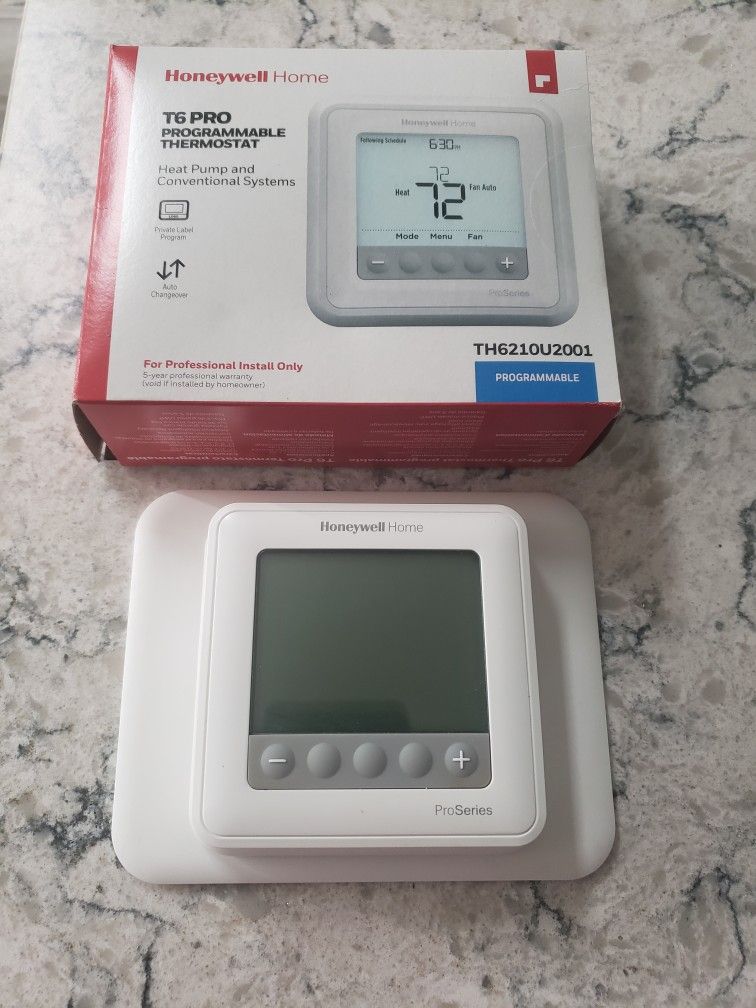 Honeywell Home
T6 PRO
PROGRAMMABLE
THERMOSTAT
Heat Pump and
Conventional Systems
Private Label
Program
Auto
Changeover
Honeywell Home
Following Schedule 6:30 PM
72
Heat 72 Fan Auto
Mode Menu Fan
− +
ProSeries
TH6210U2001
PROGRAMMABLE
For Professional Install Only
5-year professional warranty
(void if installed by homeowner)
Honeywell Home
− +
ProSeries